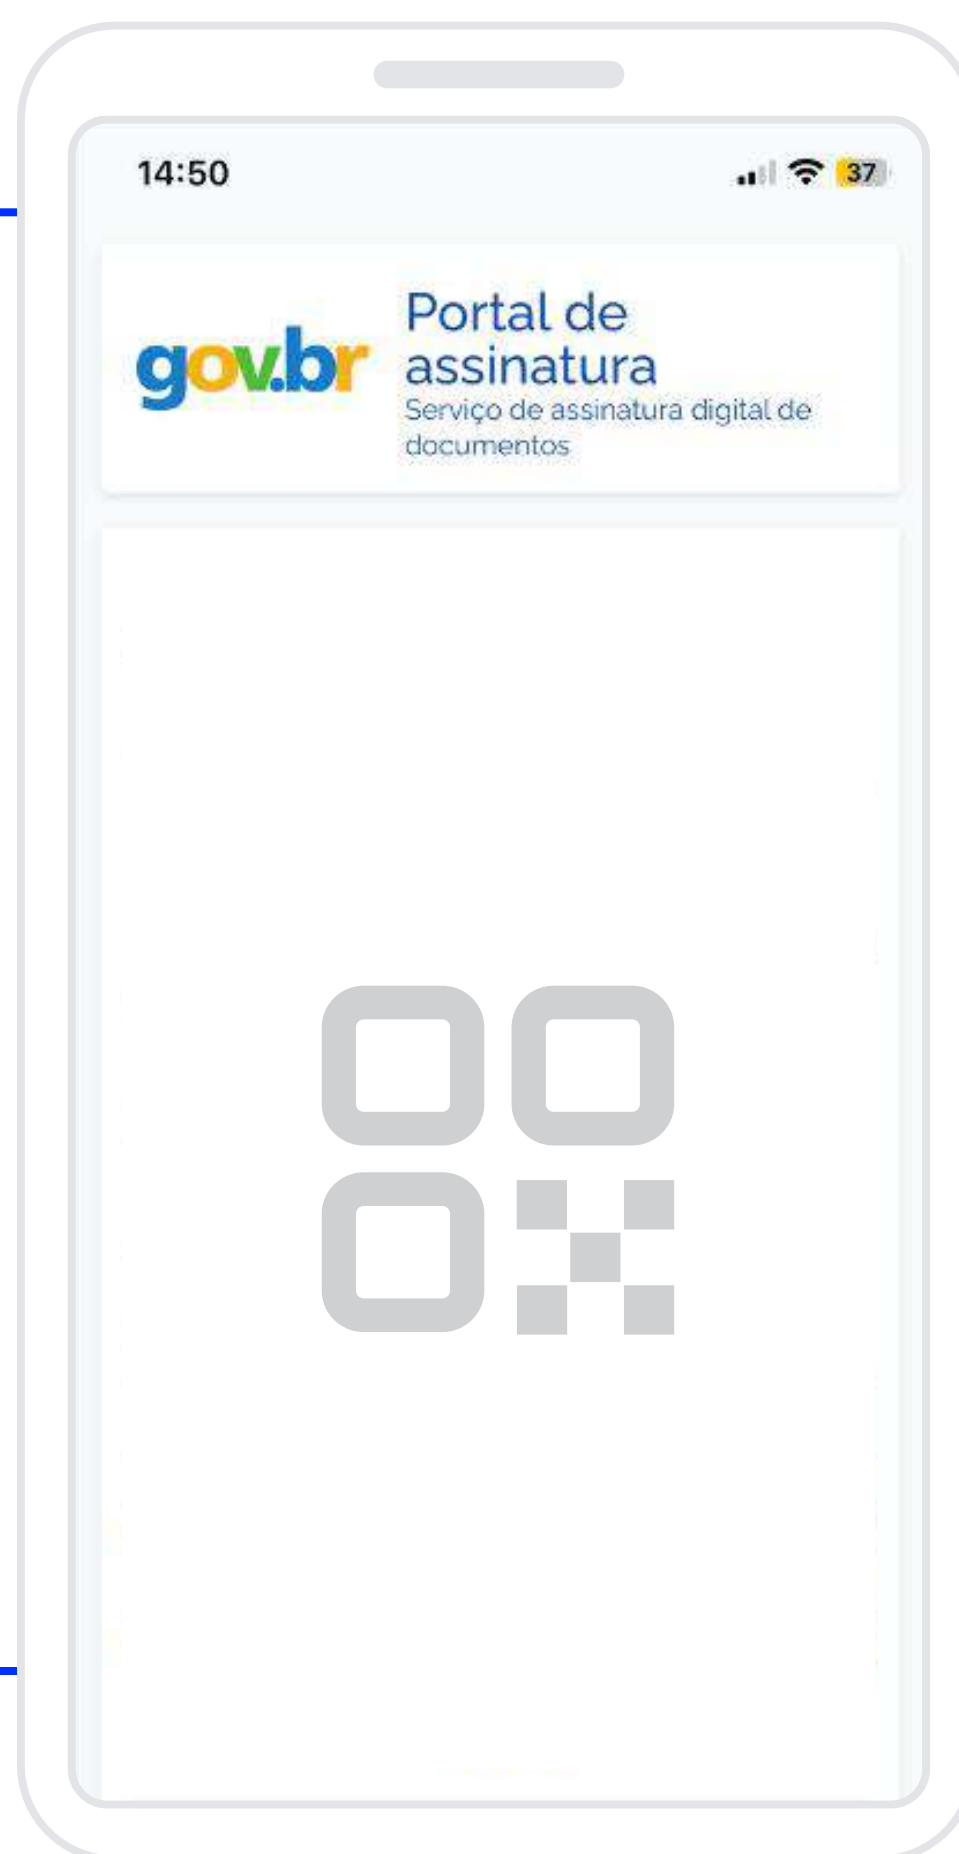 14:50
37
gov.br
Portal de
assinatura
Serviço de assinatura digital de
documentos